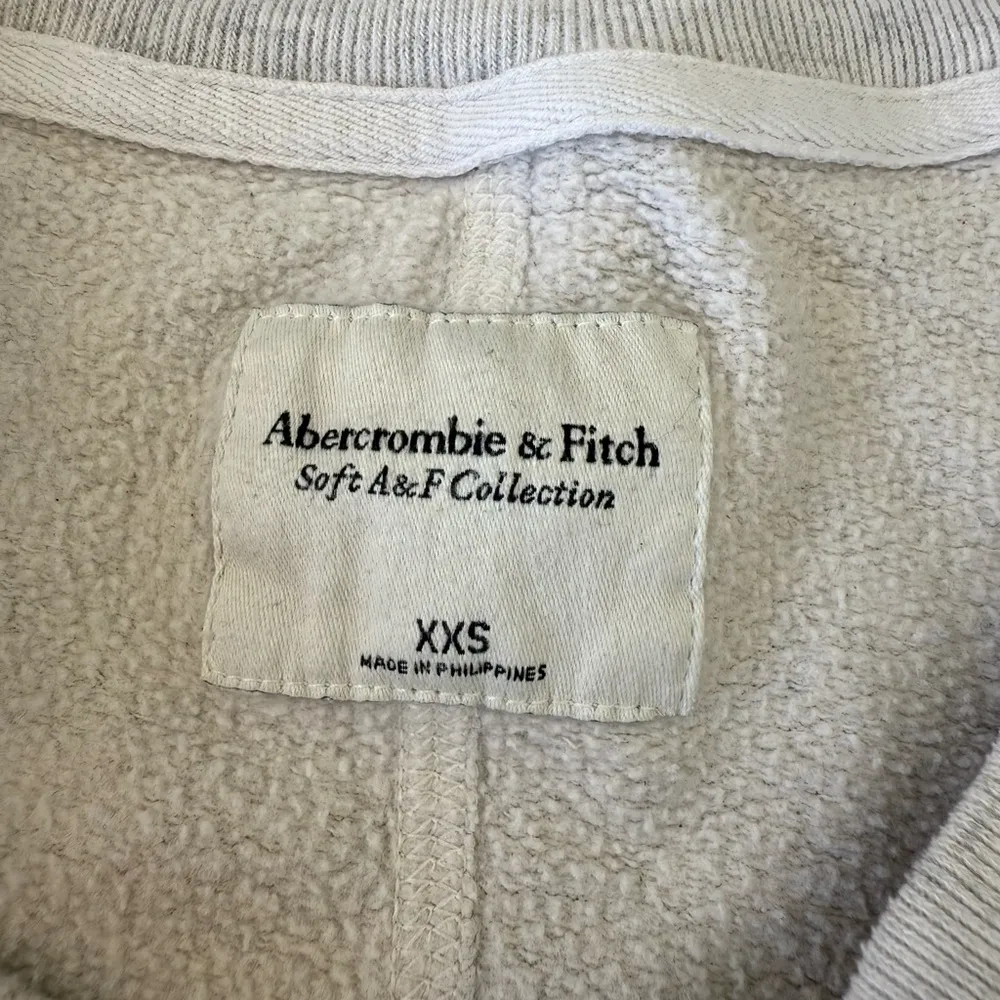 Abercrombie & Fitch
Soft A&F Collection
XXS
MADE IN PHILIPPINES